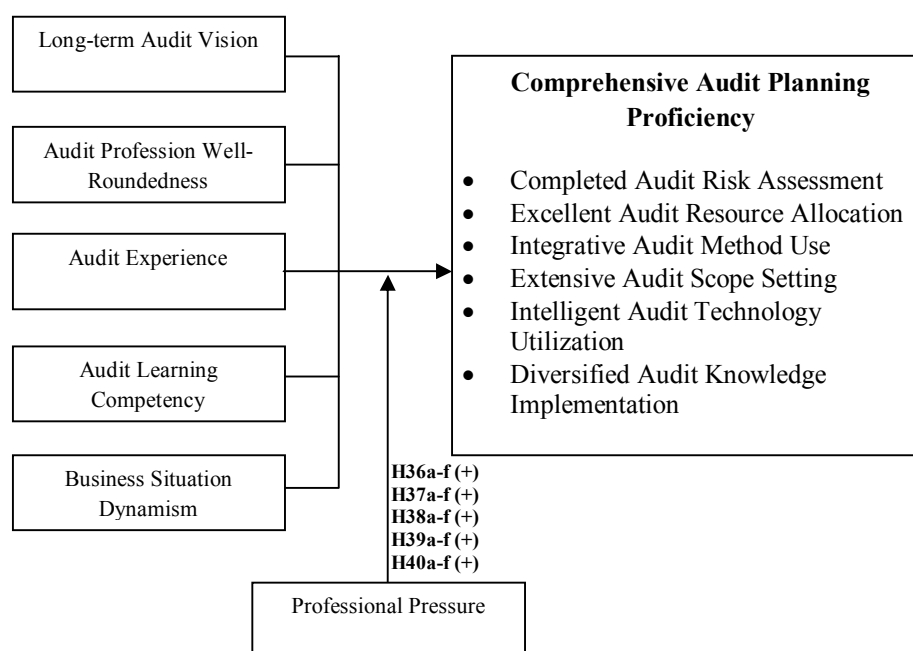 Long-term Audit Vision
Audit Profession Well-
Roundedness
Audit Experience
Audit Learning
Competency
Business Situation
Dynamism
Comprehensive Audit Planning
Proficiency
• Completed Audit Risk Assessment
• Excellent Audit Resource Allocation
• Integrative Audit Method Use
• Extensive Audit Scope Setting
• Intelligent Audit Technology
Utilization
• Diversified Audit Knowledge
Implementation
H36a-f (+)
H37a-f (+)
H38a-f (+)
H39a-f (+)
H40a-f (+)
Professional Pressure